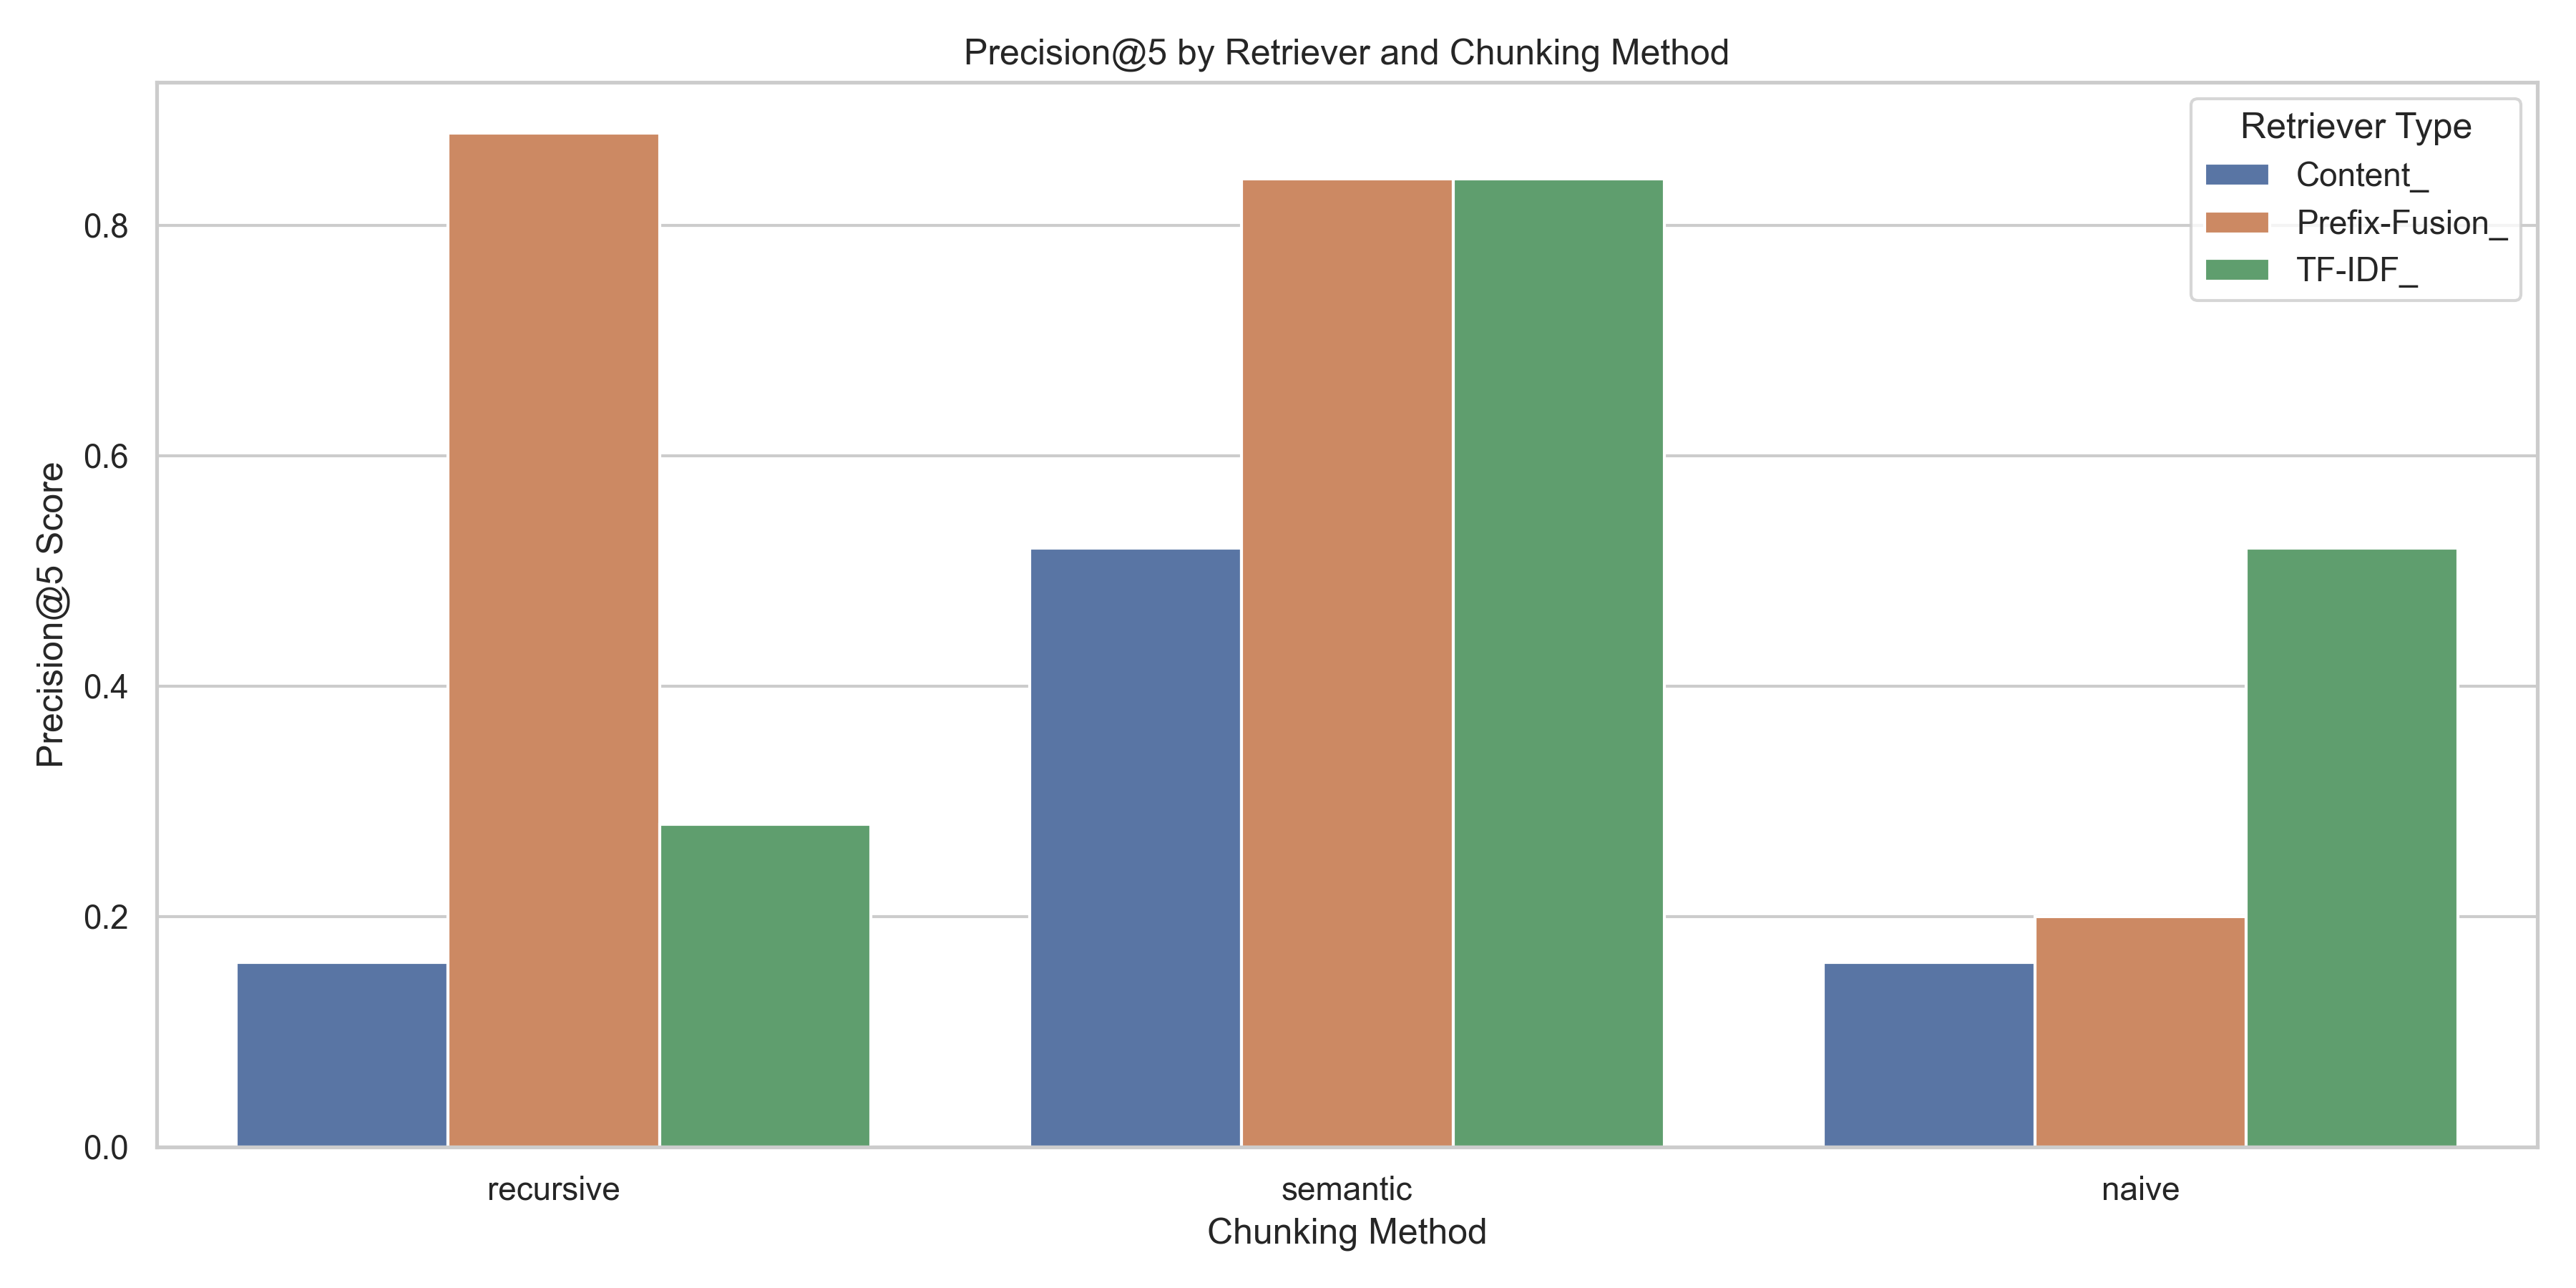 Precision@5 by Retriever and Chunking Method
Retriever Type
Content_
Prefix-Fusion_
TF-IDF_
Precision@5 Score
0.8
0.6
0.4
0.2
0.0
recursive
semantic
naive
Chunking Method